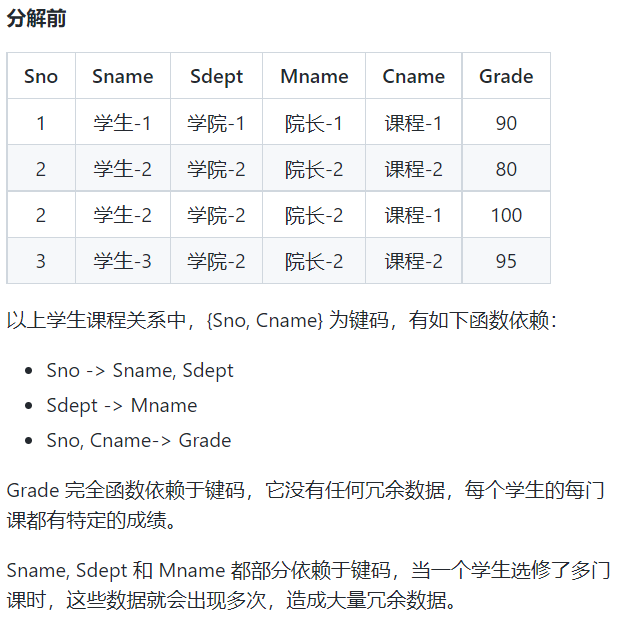 分解前
Sno Sname Sdept Mname Cname Grade
1 学生-1 学院-1 院长-1 课程-1 90
2 学生-2 学院-2 院长-2 课程-2 80
2 学生-2 学院-2 院长-2 课程-1 100
3 学生-3 学院-2 院长-2 课程-2 95
以上学生课程关系中，{Sno, Cname} 为键码，有如下函数依赖：
• Sno -> Sname, Sdept
• Sdept -> Mname
• Sno, Cname-> Grade
Grade 完全函数依赖于键码，它没有任何冗余数据，每个学生的每门
课都有特定的成绩。
Sname, Sdept 和 Mname 都部分依赖于键码，当一个学生选修了多门
课时，这些数据就会出现多次，造成大量冗余数据。